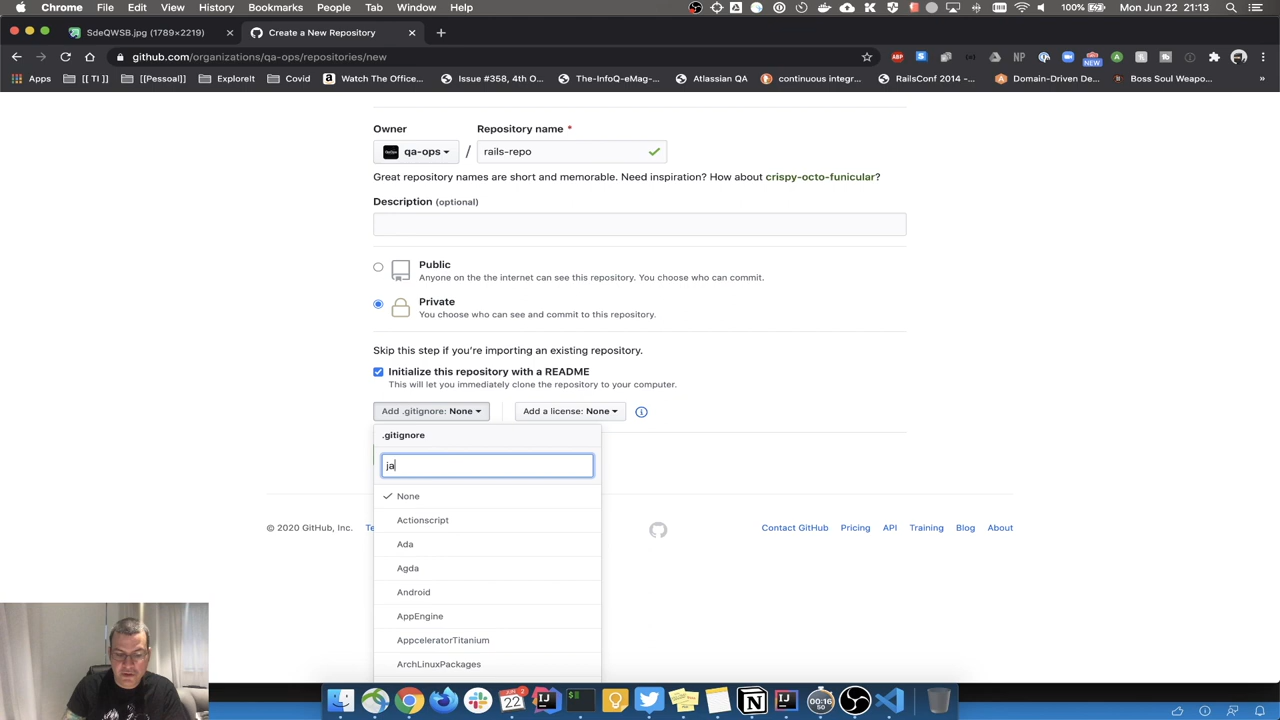 Chrome File Edit View History Bookmarks People Tab Window Help 100% Mon Jun 22 21:13
SdeQWSB.jpg (1789×2219) Create a New Repository
github.com/organizations/qa-ops/repositories/new
Apps [[ TI ]] [[Pessoal]] ExploreIt Covid Watch The Office... Issue #358, 4th O... The-InfoQ-eMag-... Atlassian QA continuous integr... RailsConf 2014 -... Domain-Driven De... Boss Soul Weapo... »
NEW
Owner Repository name *
qa-ops / rails-repo
Great repository names are short and memorable. Need inspiration? How about crispy-octo-funicular?
Description (optional)
Public
Anyone on the the internet can see this repository. You choose who can commit.
Private
You choose who can see and commit to this repository.
Skip this step if you're importing an existing repository.
Initialize this repository with a README
This will let you immediately clone the repository to your computer.
Add .gitignore: None Add a license: None
.gitignore
ja
None
Actionscript
© 2020 GitHub, Inc. Te Contact GitHub Pricing API Training Blog About
Ada
Agda
Android
AppEngine
AppceleratorTitanium
ArchLinuxPackages
JUN 22 00:16 50